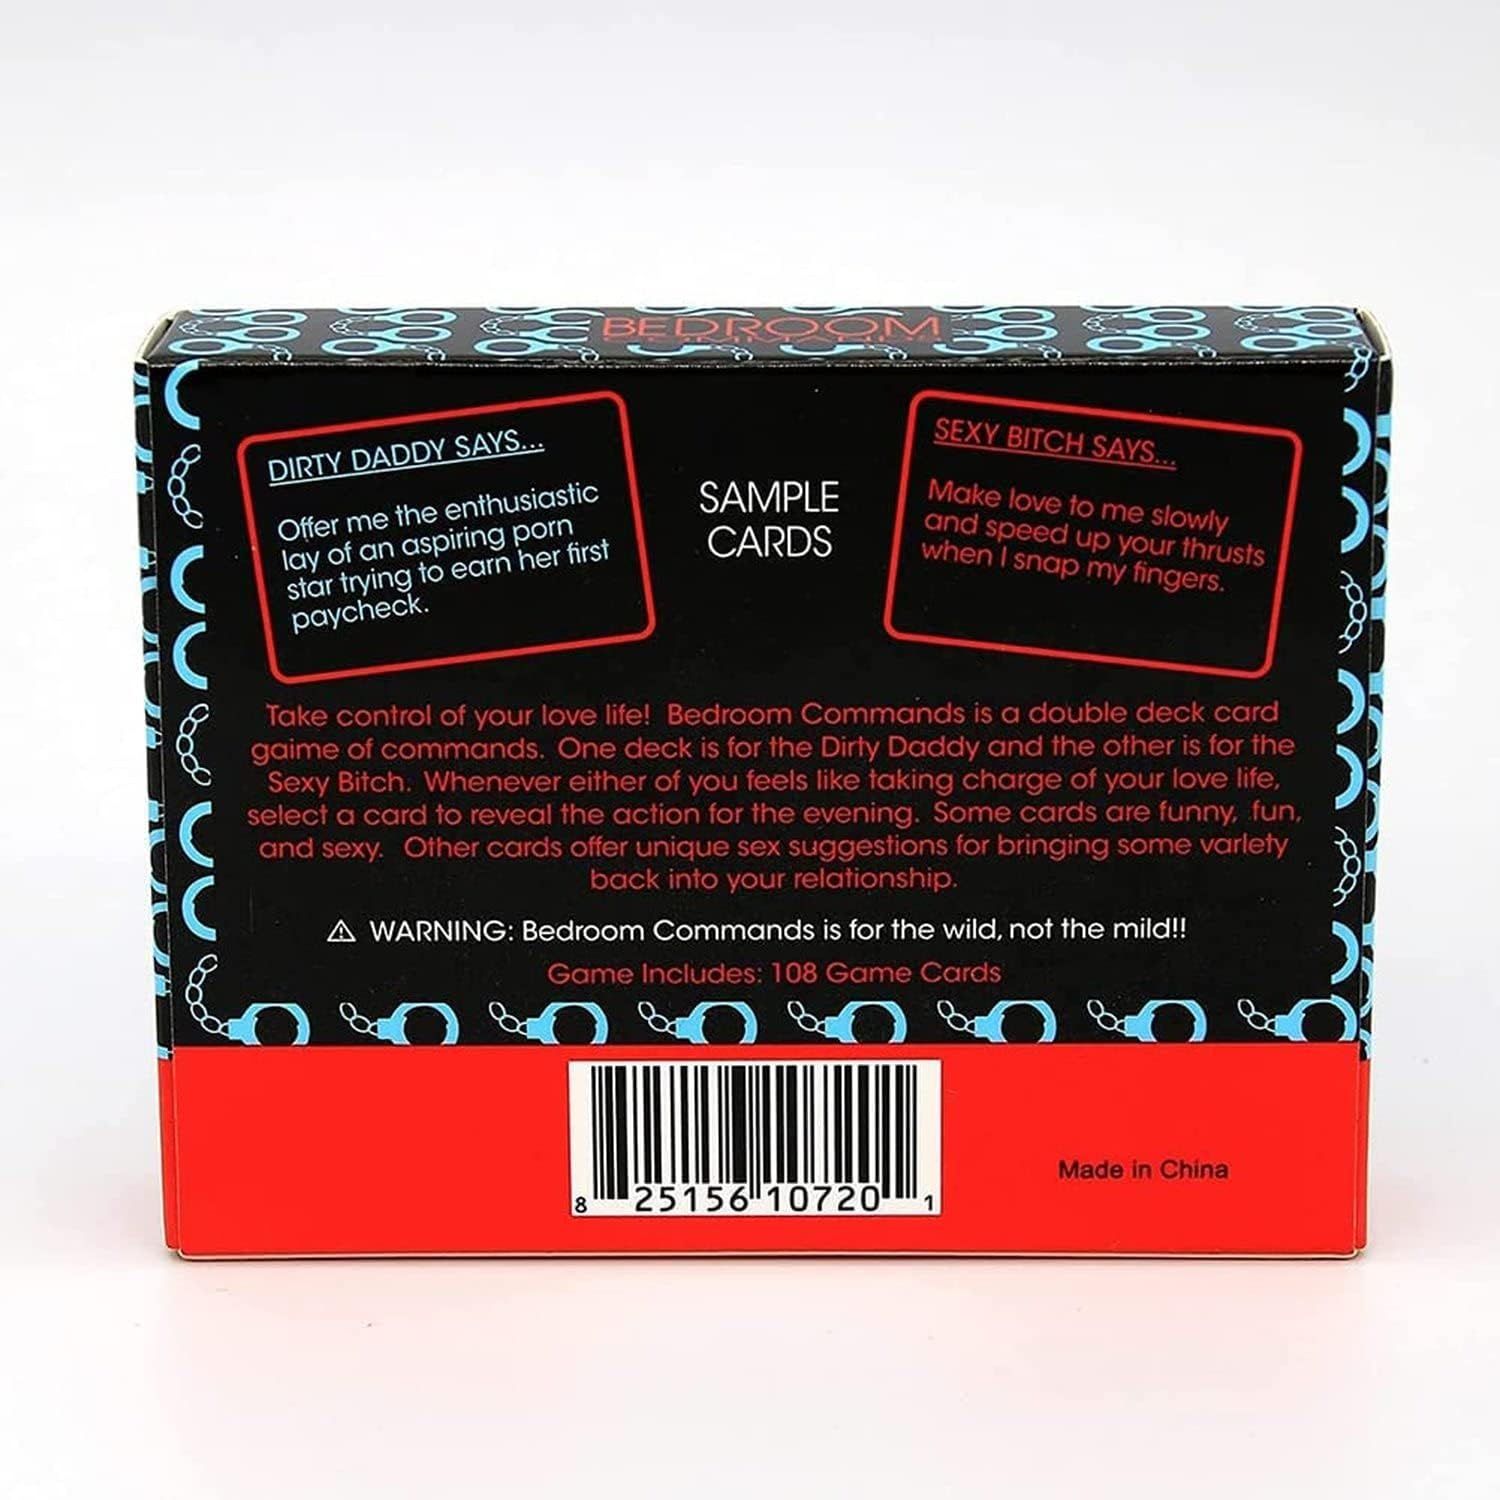 BEDROOM
COMMANDS
DIRTY DADDY SAYS...
Offer me the enthusiastic
lay of an aspiring porn
star trying to earn her first
paycheck.
SAMPLE
CARDS
SEXY BITCH SAYS...
Make love to me slowly
and speed up your thrusts
when I snap my fingers.
Take control of your love life! Bedroom Commands is a double deck card
gaime of commands. One deck is for the Dirty Daddy and the other is for the
Sexy Bitch. Whenever either of you feels like taking charge of your love life,
select a card to reveal the action for the evening. Some cards are funny, fun,
and sexy. Other cards offer unique sex suggestions for bringing some variety
back into your relationship.
⚠ WARNING: Bedroom Commands is for the wild, not the mild!!
Game Includes: 108 Game Cards
8 25156 10720 1
Made in China